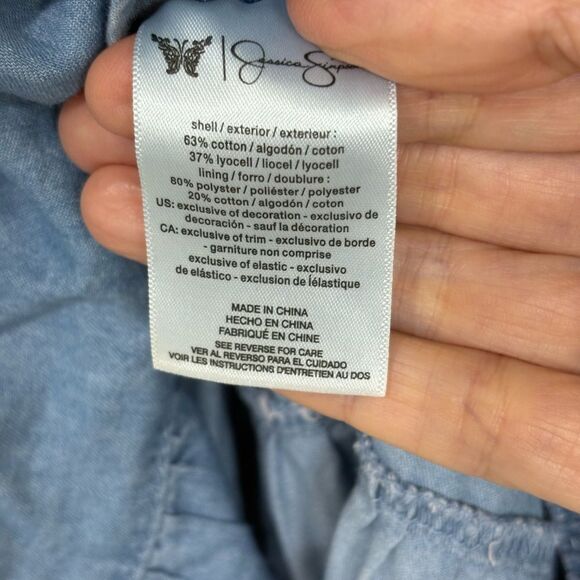 Jessica Simpson
shell / exterior / exterieur :
63% cotton / algodón / coton
37% lyocell / liocel / lyocell
lining / forro / doublure :
80% polyster / poliéster / polyester
20% cotton / algodón / coton
US: exclusive of decoration - exclusivo de
decoración - sauf la décoration
CA: exclusive of trim - exclusivo de borde
- garniture non comprise
exclusive of elastic - exclusivo
de elástico - exclusion de l'élastique
MADE IN CHINA
HECHO EN CHINA
FABRIQUÉ EN CHINE
SEE REVERSE FOR CARE
VER AL REVERSO PARA EL CUIDADO
VOIR LES INSTRUCTIONS D'ENTRETIEN AU DOS